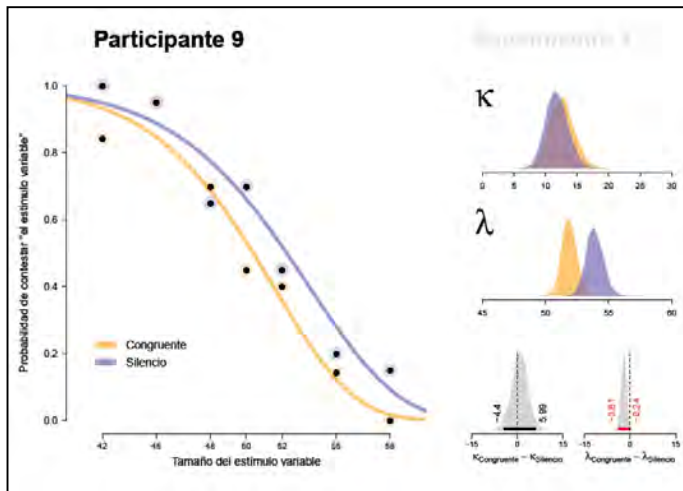 Participante 9
Probabilidad de contestar "el estímulo variable"
1.0
0.8
0.6
0.4
0.2
0.0
Congruente
Silencio
42 45 48 50 52 55 58
Tamaño del estímulo variable
κ
0 5 10 15 20 25 30
λ
45 50 55 60
−4.4 5.99
−15 0 15
κCongruente − κSilencio
−3.81 −0.24
−15 0 15
λCongruente − λSilencio